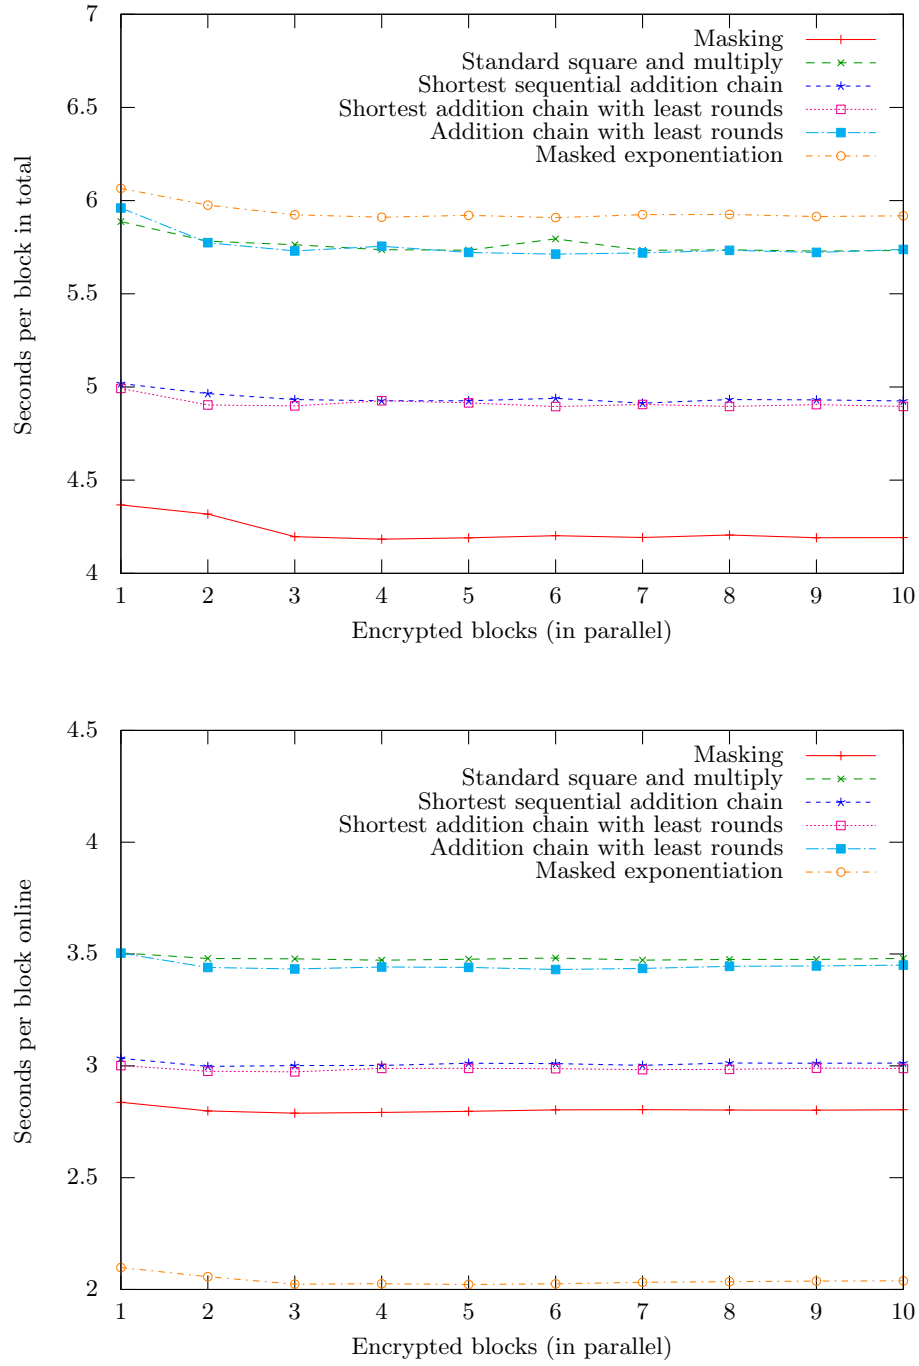 7
6.5
6
5.5
5
4.5
4
Seconds per block in total
Masking
Standard square and multiply
Shortest sequential addition chain
Shortest addition chain with least rounds
Addition chain with least rounds
Masked exponentiation
1 2 3 4 5 6 7 8 9 10
Encrypted blocks (in parallel)
4.5
4
3.5
3
2.5
2
Seconds per block online
Masking
Standard square and multiply
Shortest sequential addition chain
Shortest addition chain with least rounds
Addition chain with least rounds
Masked exponentiation
1 2 3 4 5 6 7 8 9 10
Encrypted blocks (in parallel)